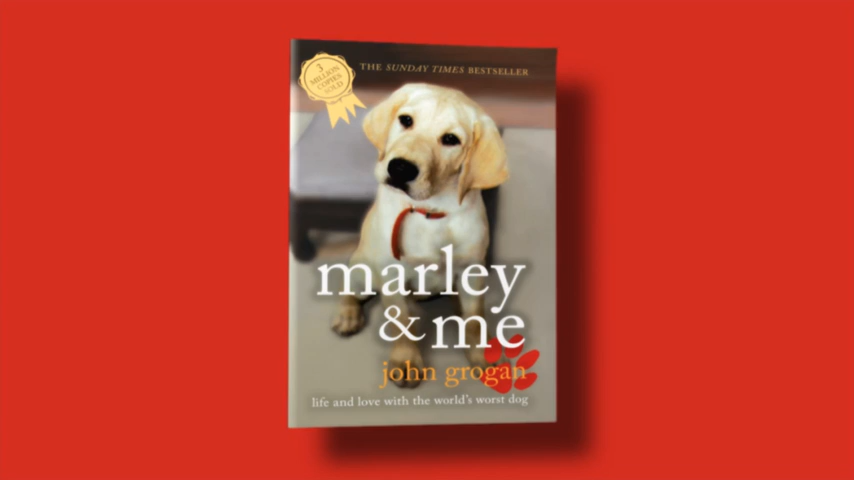 3
MILLION
COPIES
SOLD
THE SUNDAY TIMES BESTSELLER
marley
& me
john grogan
life and love with the world's worst dog